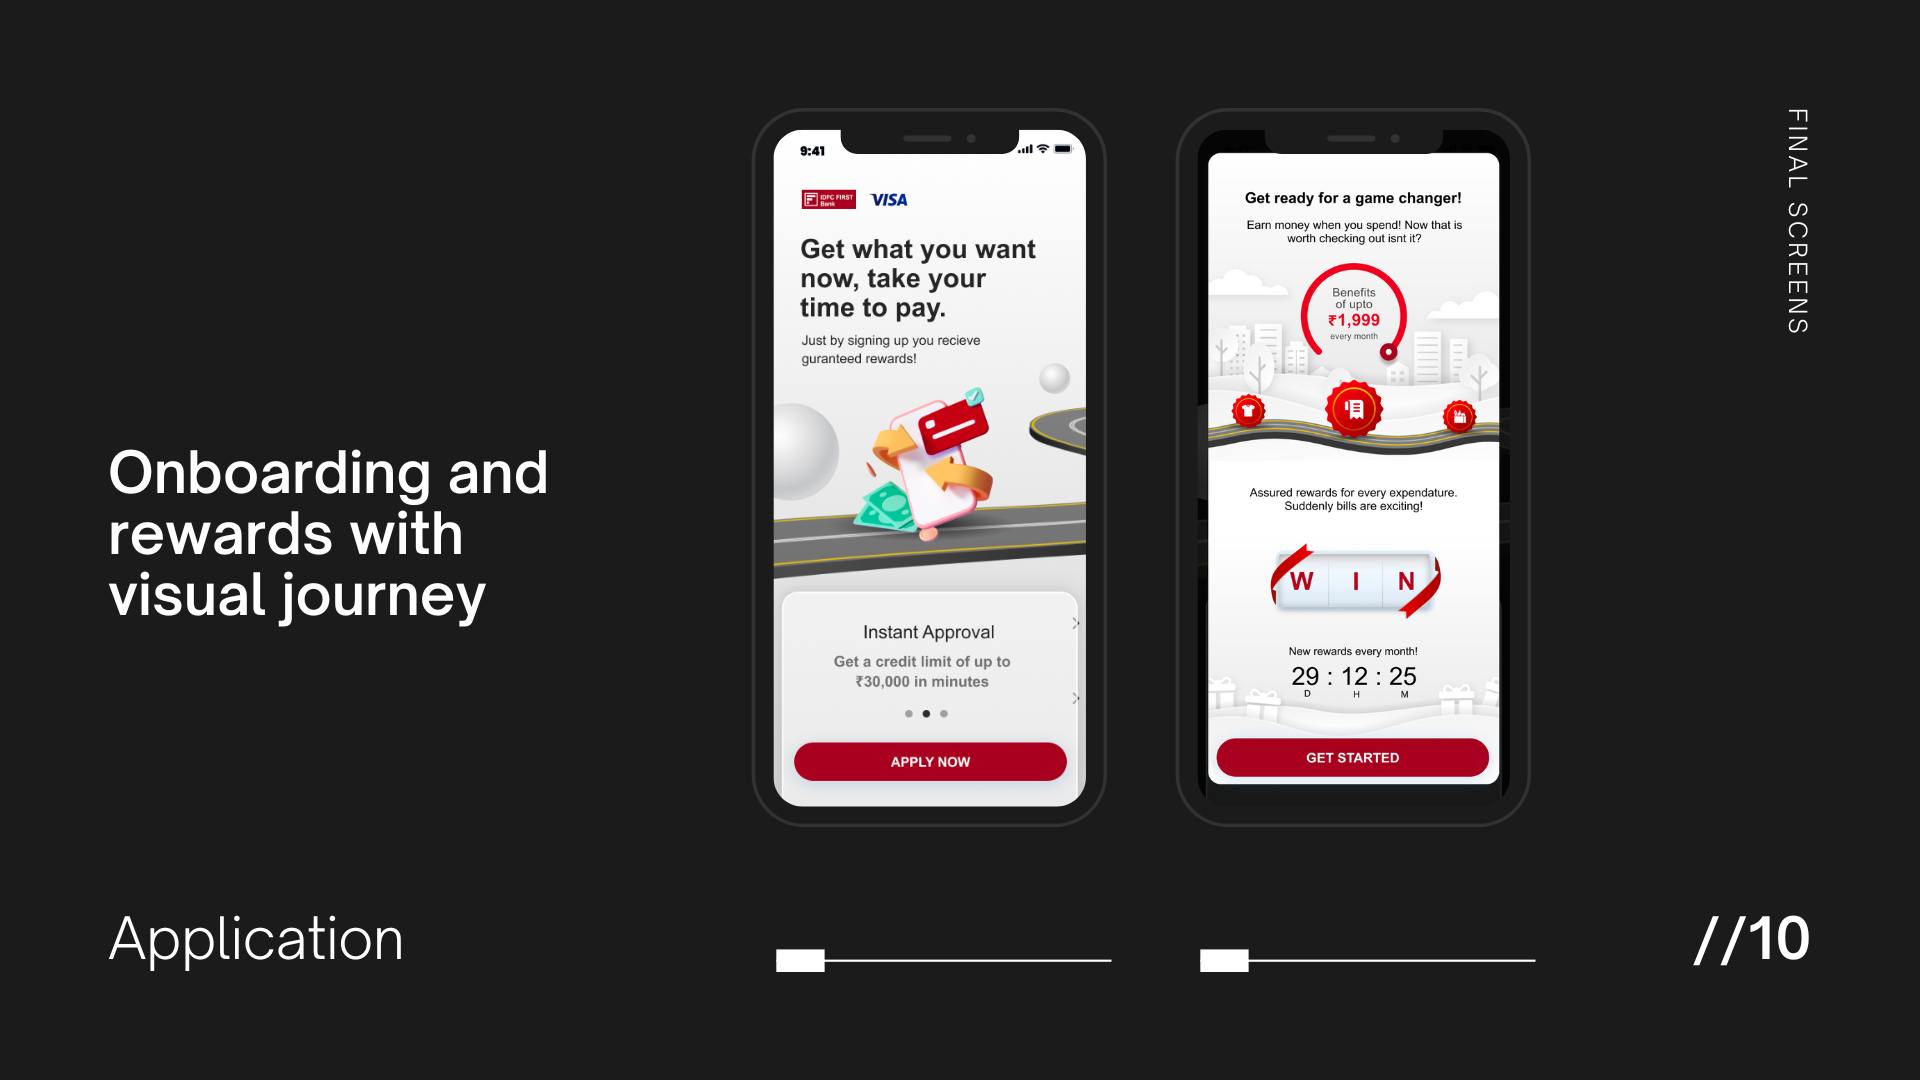 Onboarding and
rewards with
visual journey
Application
9:41
IDFC FIRST
Bank
VISA
Get what you want
now, take your
time to pay.
Just by signing up you recieve
guranteed rewards!
Instant Approval
Get a credit limit of up to
₹30,000 in minutes
APPLY NOW
Get ready for a game changer!
Earn money when you spend! Now that is
worth checking out isnt it?
Benefits
of upto
₹1,999
every month
Assured rewards for every expendature.
Suddenly bills are exciting!
W I N
New rewards every month!
29 : 12 : 25
D H M
GET STARTED
FINAL SCREENS
//10